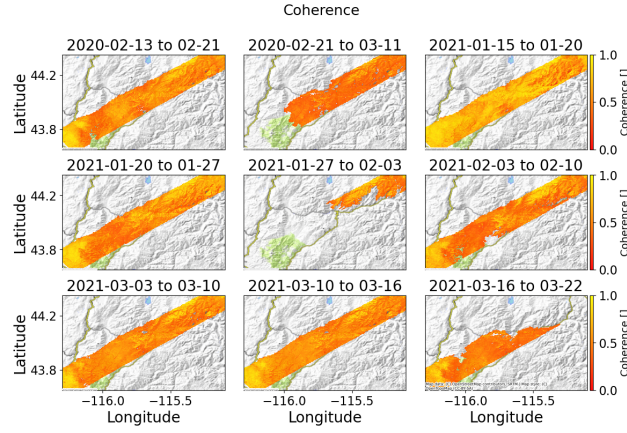 Coherence
2020-02-13 to 02-21
2020-02-21 to 03-11
2021-01-15 to 01-20
44.2
43.8
Latitude
1.0
0.5
0.0
Coherence []
2021-01-20 to 01-27
2021-01-27 to 02-03
2021-02-03 to 02-10
44.2
43.8
Latitude
1.0
0.5
0.0
Coherence []
2021-03-03 to 03-10
2021-03-10 to 03-16
2021-03-16 to 03-22
44.2
43.8
Latitude
1.0
0.5
0.0
Coherence []
−116.0 −115.5
−116.0 −115.5
−116.0 −115.5
Longitude
Longitude
Longitude